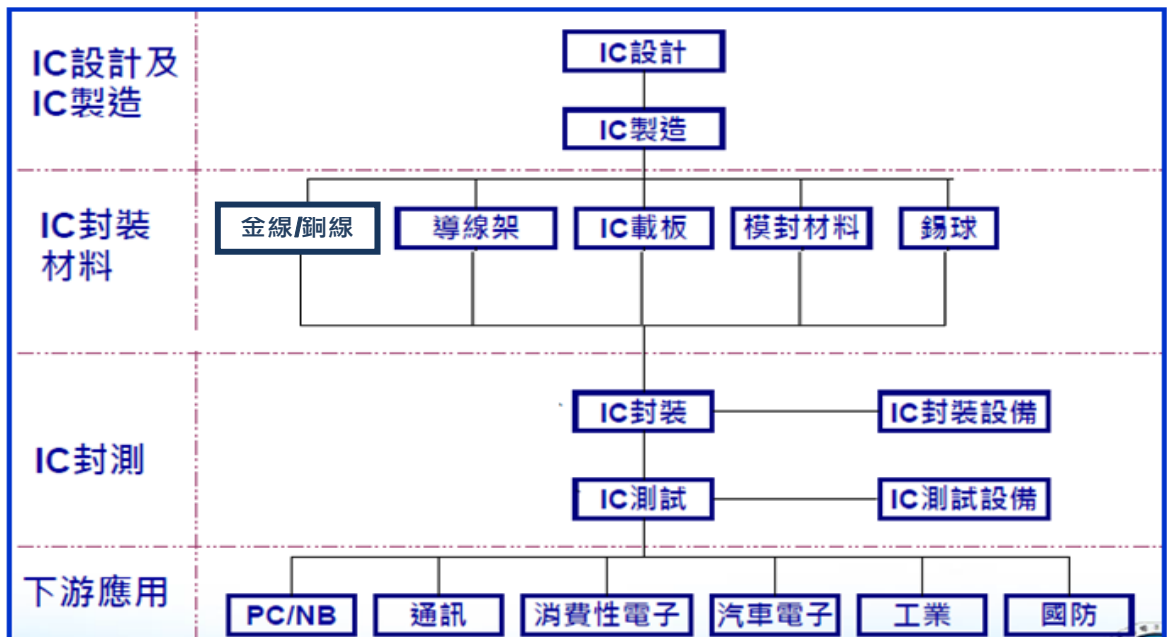 IC設計及
IC製造
IC設計
IC製造
IC封裝
材料
金線/銅線
導線架
IC載板
模封材料
錫球
IC封測
IC封裝
IC封裝設備
IC測試
IC測試設備
下游應用
PC/NB
通訊
消費性電子
汽車電子
工業
國防